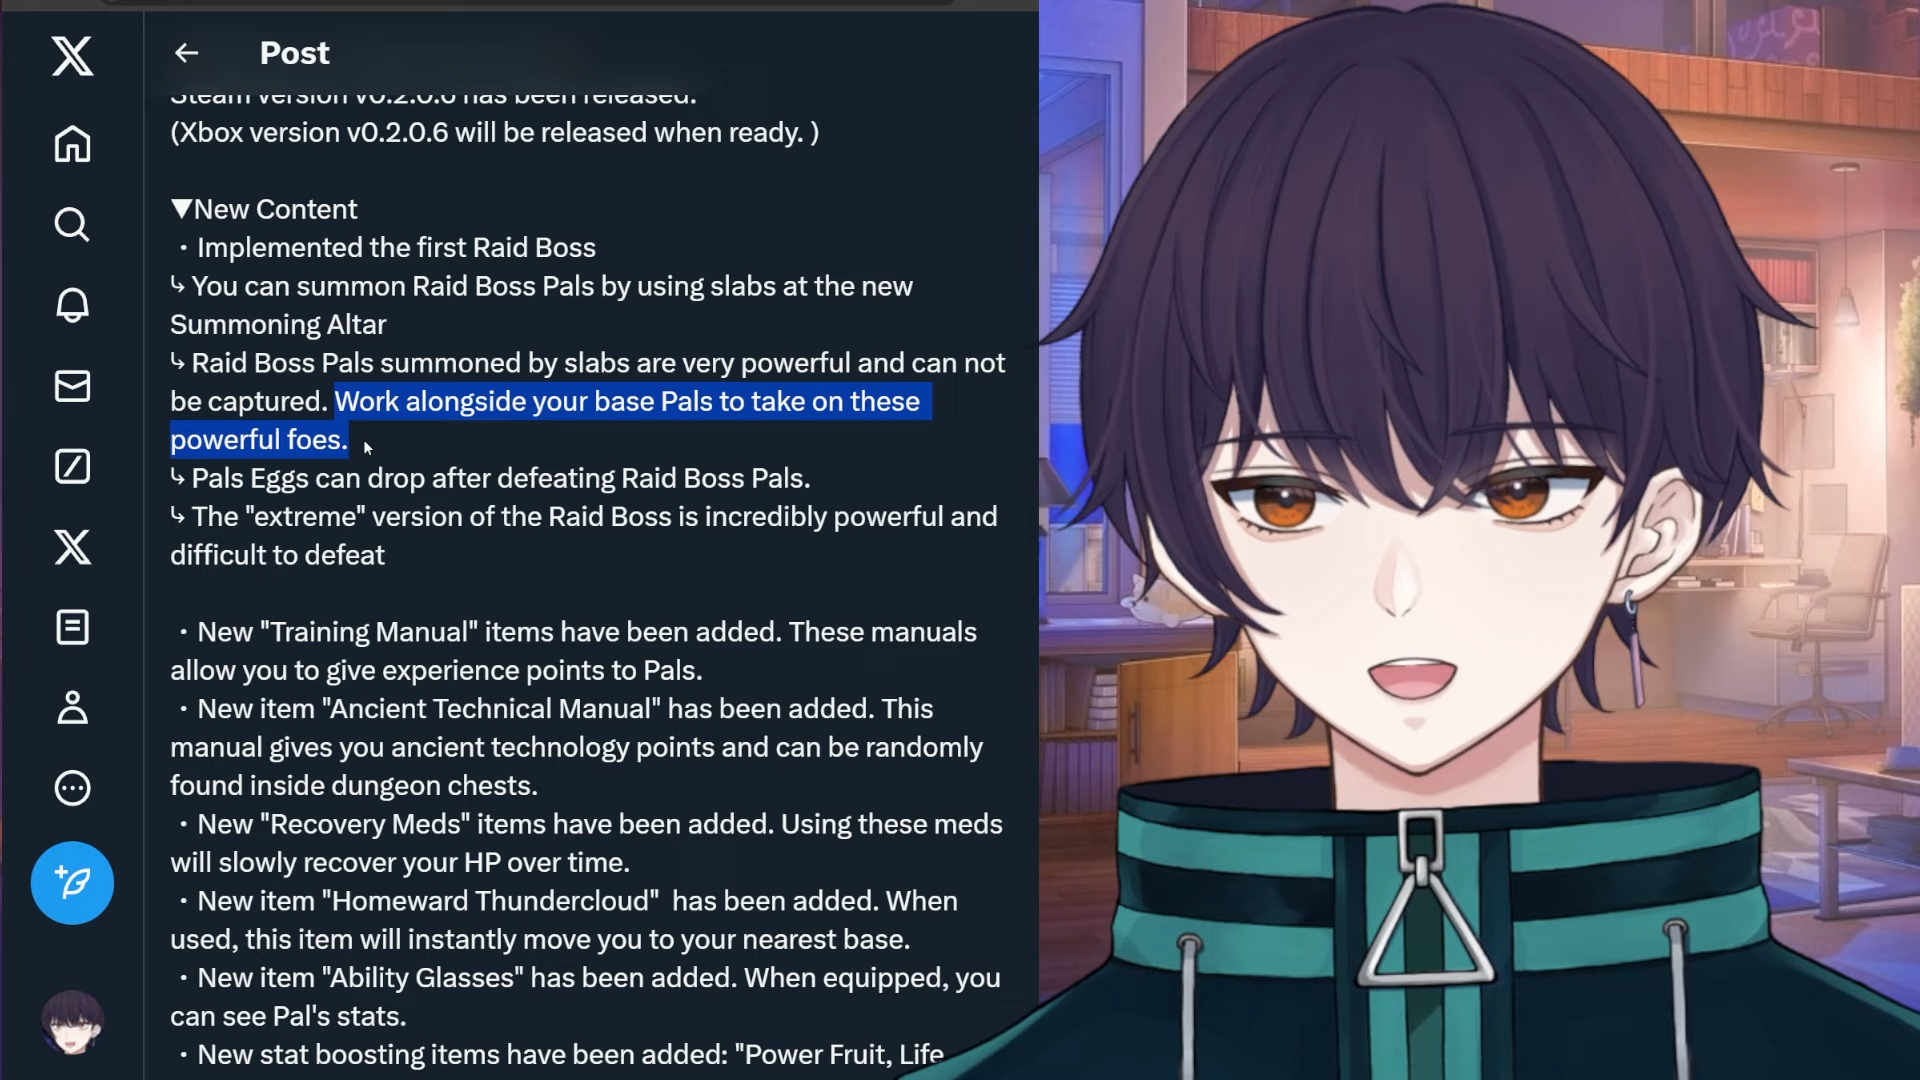 Post
Steam version v0.2.0.6 has been released.
(Xbox version v0.2.0.6 will be released when ready. )
▼New Content
・Implemented the first Raid Boss
↳ You can summon Raid Boss Pals by using slabs at the new
Summoning Altar
↳ Raid Boss Pals summoned by slabs are very powerful and can not
be captured. Work alongside your base Pals to take on these
powerful foes.
↳ Pals Eggs can drop after defeating Raid Boss Pals.
↳ The "extreme" version of the Raid Boss is incredibly powerful and
difficult to defeat
・New "Training Manual" items have been added. These manuals
allow you to give experience points to Pals.
・New item "Ancient Technical Manual" has been added. This
manual gives you ancient technology points and can be randomly
found inside dungeon chests.
・New "Recovery Meds" items have been added. Using these meds
will slowly recover your HP over time.
・New item "Homeward Thundercloud"  has been added. When
used, this item will instantly move you to your nearest base.
・New item "Ability Glasses" has been added. When equipped, you
can see Pal's stats.
・New stat boosting items have been added: "Power Fruit, Life